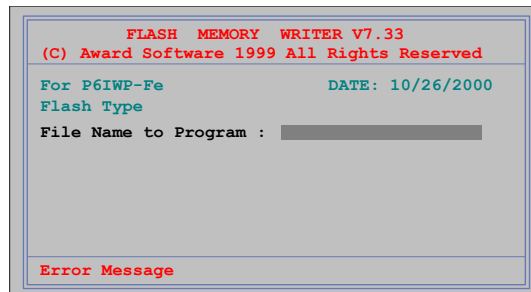 FLASH MEMORY WRITER V7.33
(C) Award Software 1999 All Rights Reserved
For P6IWP-Fe DATE: 10/26/2000
Flash Type
File Name to Program :
Error Message